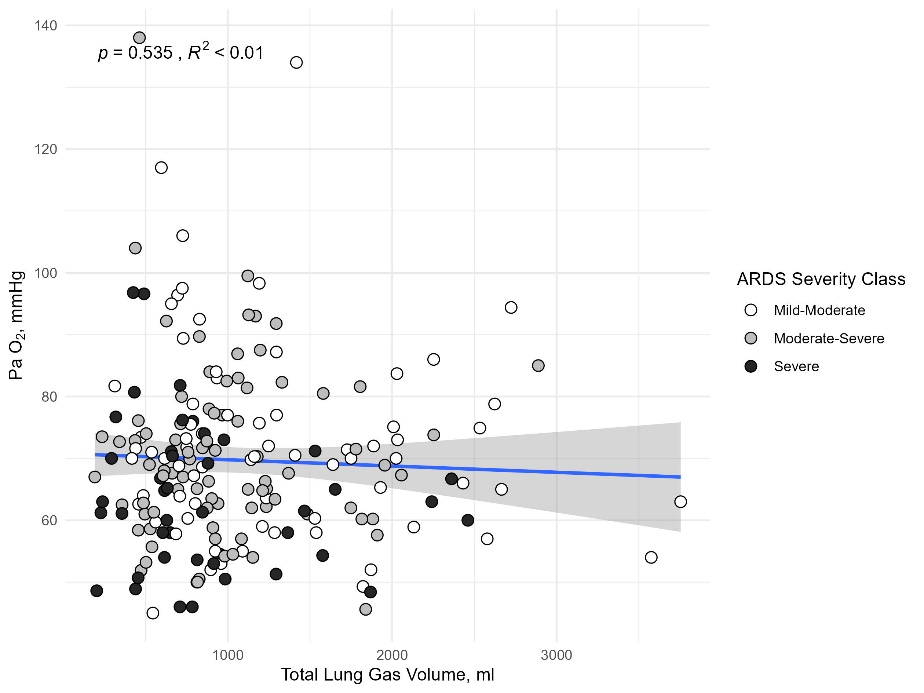 140
p = 0.535 , R² < 0.01
120
100
80
60
Pa O₂, mmHg
1000 2000 3000
Total Lung Gas Volume, ml
ARDS Severity Class
Mild-Moderate
Moderate-Severe
Severe